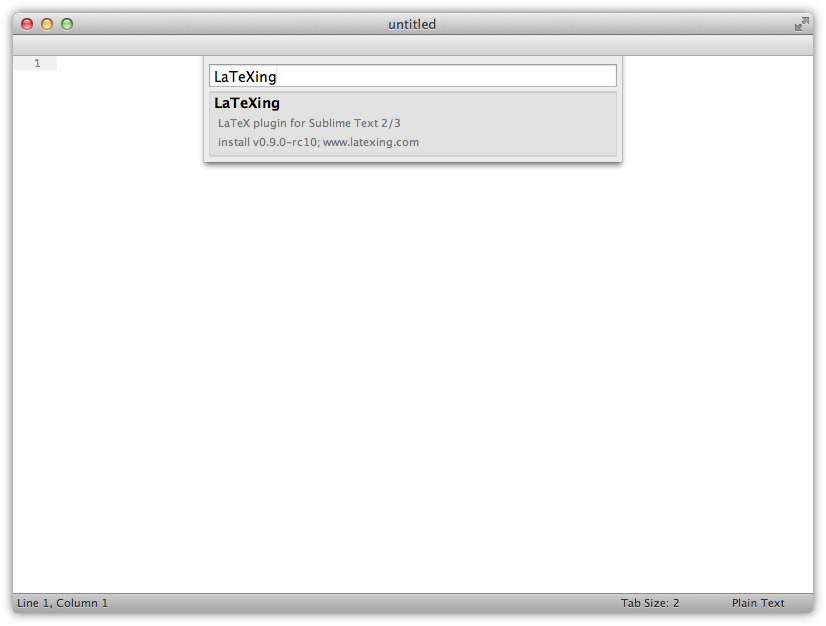 untitled
1
LaTeXing
LaTeXing
LaTeX plugin for Sublime Text 2/3
install v0.9.0-rc10; www.latexing.com
Line 1, Column 1
Tab Size: 2
Plain Text